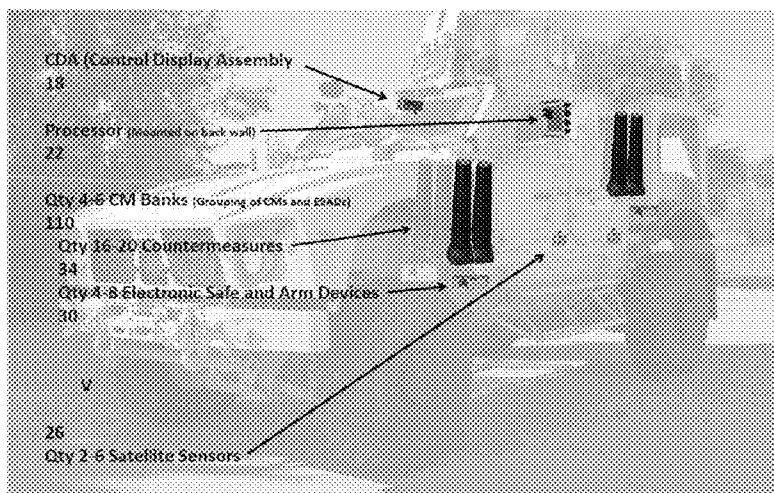 CDA (Control Display Assembly
18
Processor (Mounted on back wall)
22
Qty 4-6 CM Banks (Grouping of CMs and ESADs)
110
Qty 16-20 Countermeasures
34
Qty 4-8 Electronic Safe and Arm Devices
30
V
26
Qty 2-6 Satellite Sensors